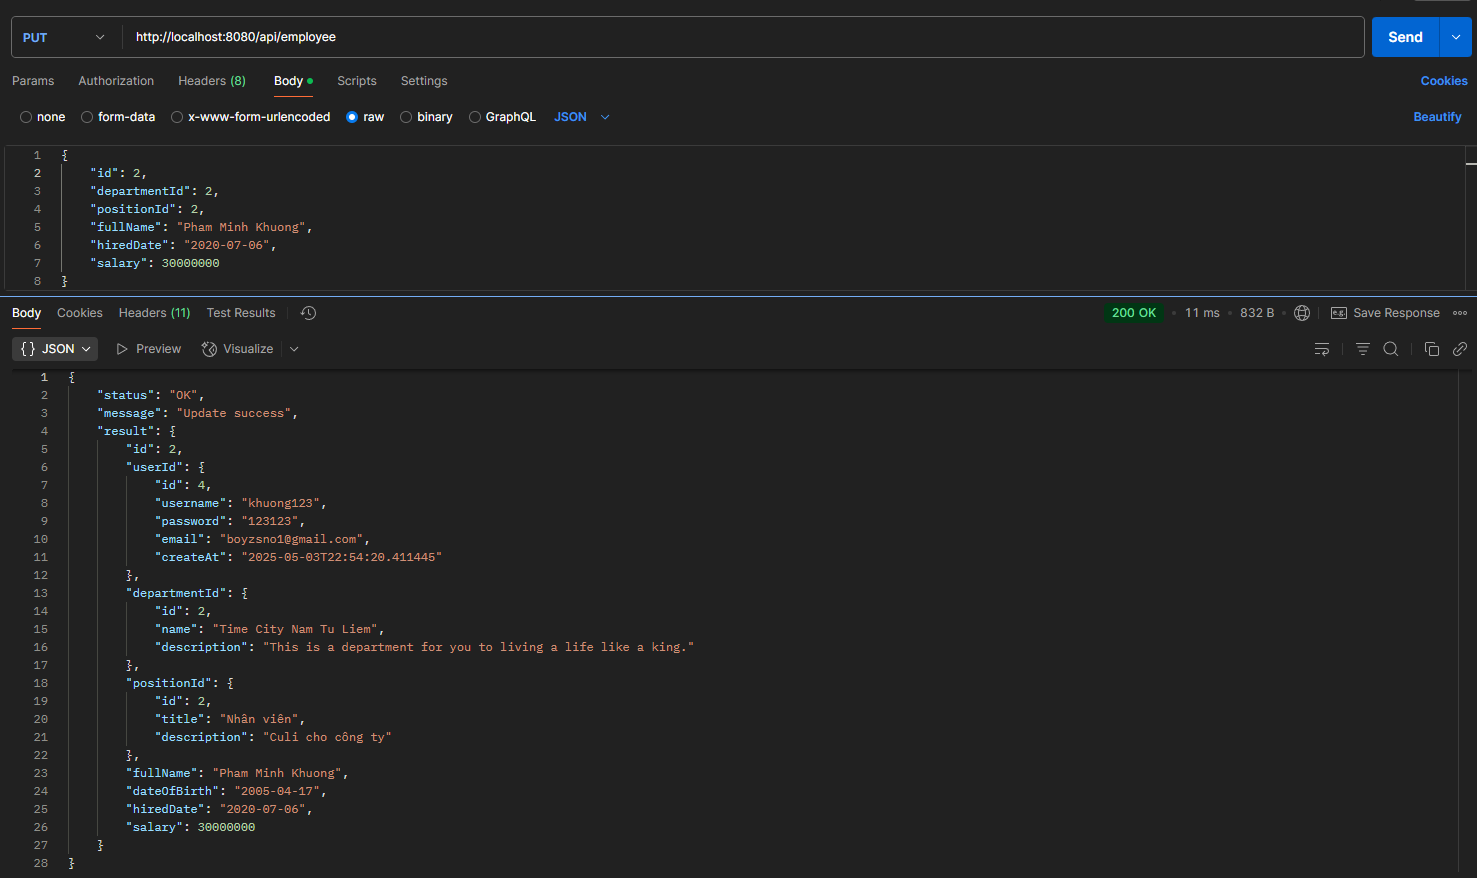 PUT http://localhost:8080/api/employee Send
Params Authorization Headers (8) Body Scripts Settings Cookies
none form-data x-www-form-urlencoded raw binary GraphQL JSON Beautify
1 {
2 "id": 2,
3 "departmentId": 2,
4 "positionId": 2,
5 "fullName": "Pham Minh Khuong",
6 "hiredDate": "2020-07-06",
7 "salary": 30000000
8 }
Body Cookies Headers (11) Test Results 200 OK 11 ms 832 B e.g. Save Response
{} JSON Preview Visualize
1 {
2 "status": "OK",
3 "message": "Update success",
4 "result": {
5 "id": 2,
6 "userId": {
7 "id": 4,
8 "username": "khuong123",
9 "password": "123123",
10 "email": "boyzsno1@gmail.com",
11 "createAt": "2025-05-03T22:54:20.411445"
12 },
13 "departmentId": {
14 "id": 2,
15 "name": "Time City Nam Tu Liem",
16 "description": "This is a department for you to living a life like a king."
17 },
18 "positionId": {
19 "id": 2,
20 "title": "Nhân viên",
21 "description": "Culi cho công ty"
22 },
23 "fullName": "Pham Minh Khuong",
24 "dateOfBirth": "2005-04-17",
25 "hiredDate": "2020-07-06",
26 "salary": 30000000
27 }
28 }